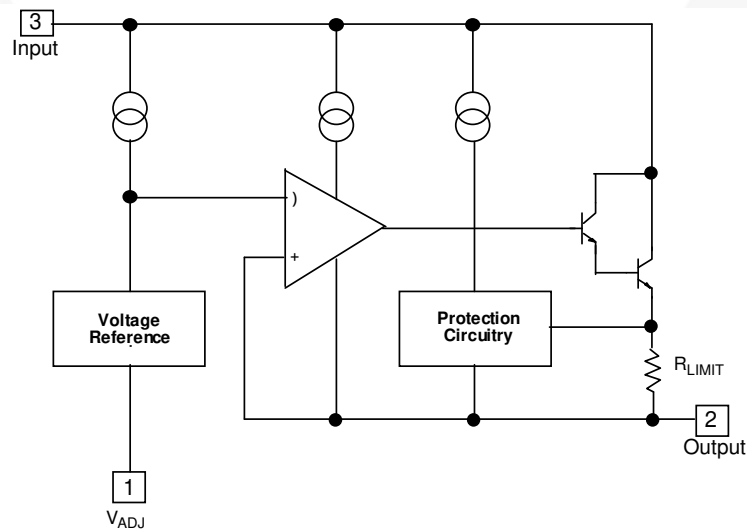 3
Input
)
+
Voltage
Reference
Protection
Circuitry
R_LIMIT
2
Output
1
V_ADJ